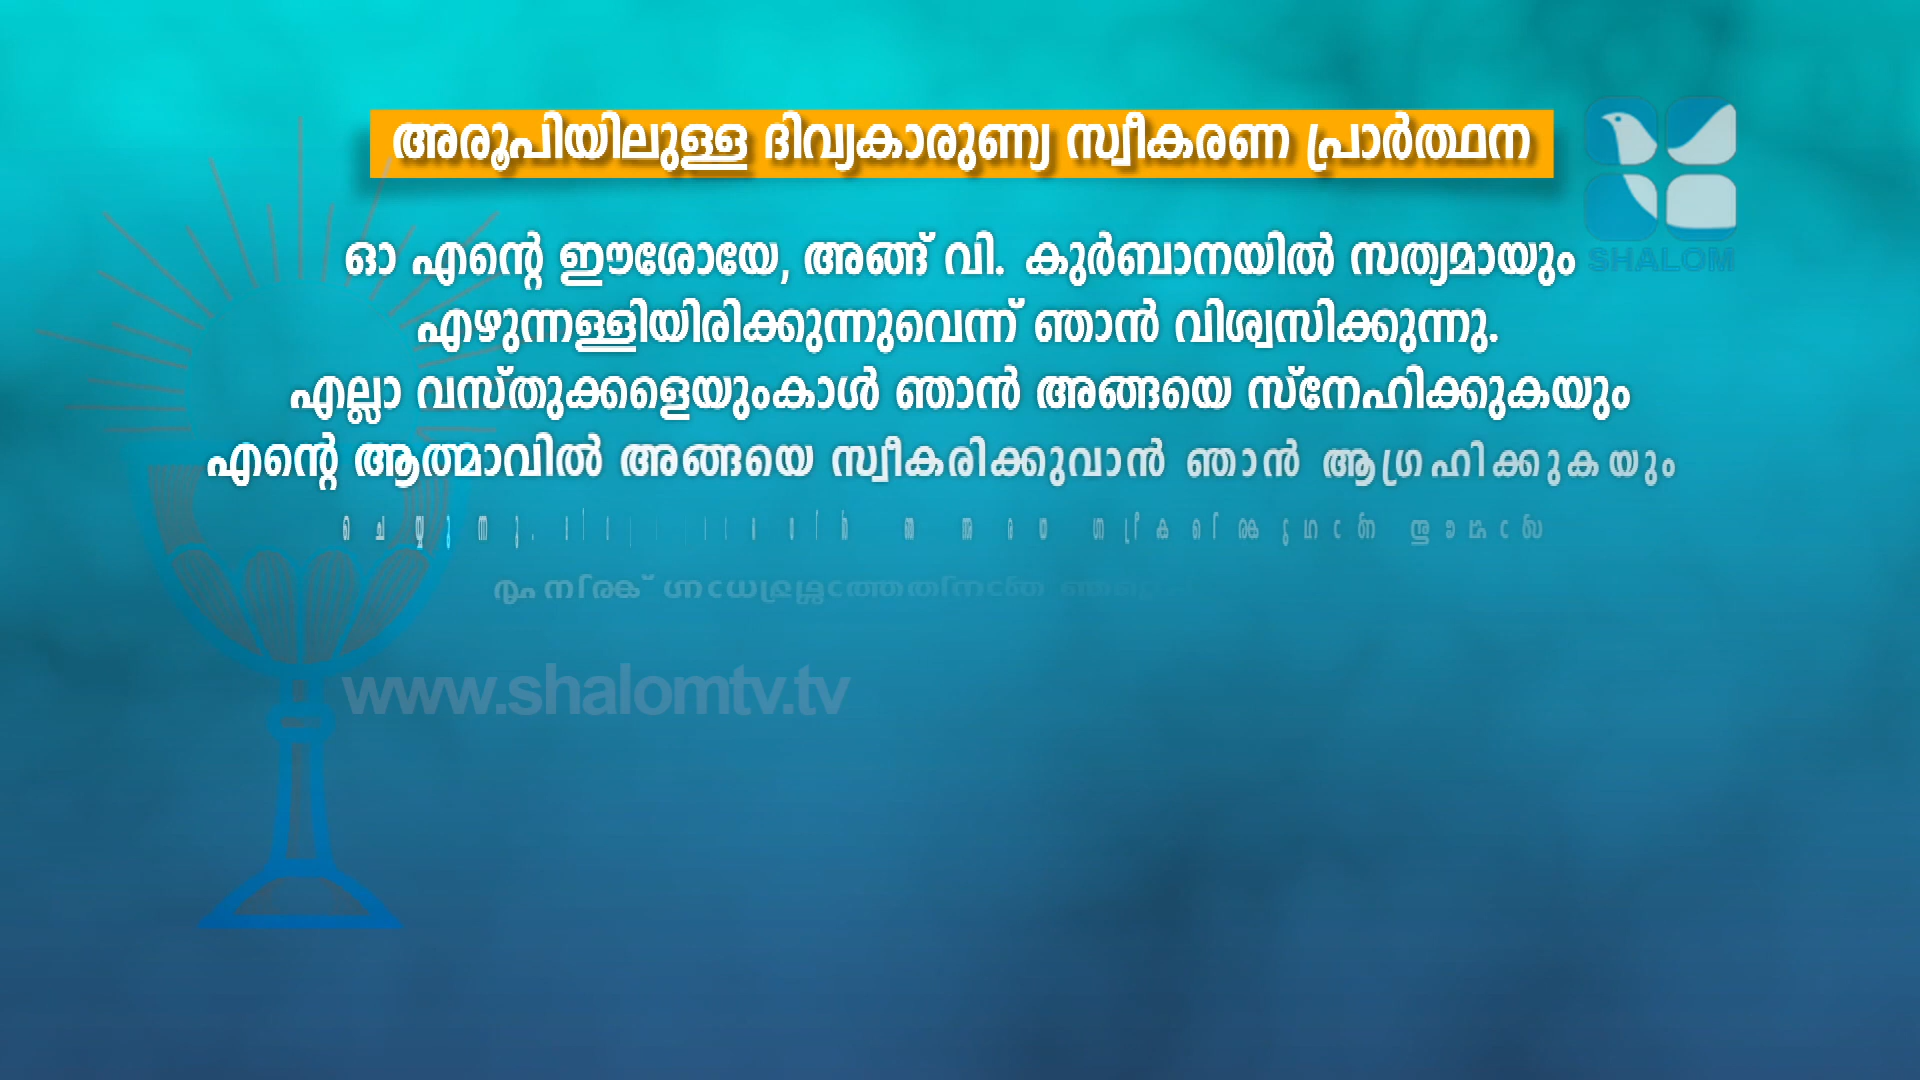 അരൂപിയിലുള്ള ദിവ്യകാരുണ്യ സ്വീകരണ പ്രാർത്ഥന
SHALOM
ഓ എന്റെ ഈശോയേ, അങ്ങ് വി. കുർബാനയിൽ സത്യമായും
എഴുന്നള്ളിയിരിക്കുന്നുവെന്ന് ഞാൻ വിശ്വസിക്കുന്നു.
എല്ലാ വസ്തുക്കളെയുംകാൾ ഞാൻ അങ്ങയെ സ്നേഹിക്കുകയും
എന്റെ ആത്മാവിൽ അങ്ങയെ സ്വീകരിക്കുവാൻ ഞാൻ ആഗ്രഹിക്കുകയും
ചെയ്യുന്നു.
www.shalomtv.tv